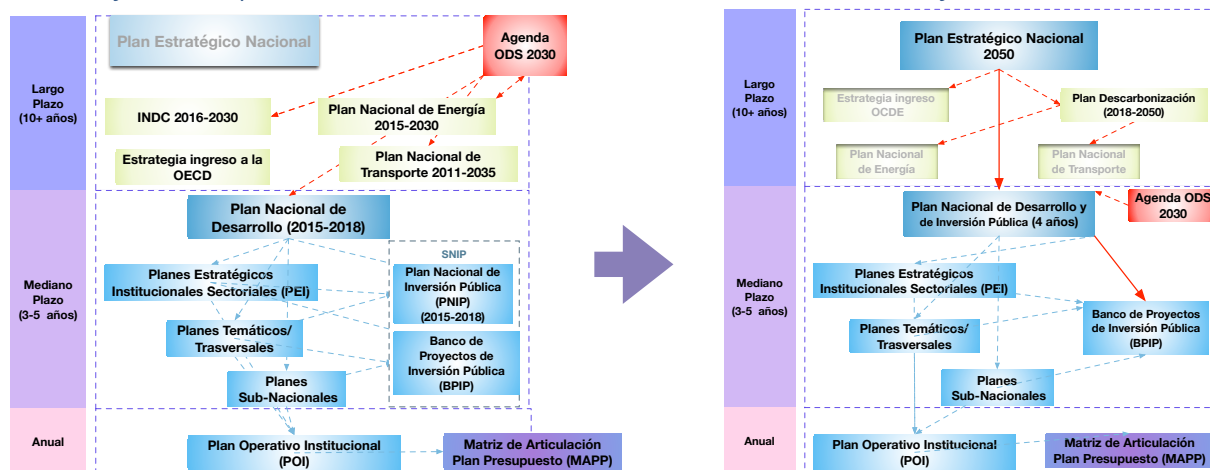 Plan Estratégico Nacional
Agenda
ODS 2030
Largo
Plazo
(10+ años)
INDC 2016-2030
Plan Nacional de Energía
2015-2030
Estrategia ingreso a la
OECD
Plan Nacional de
Transporte 2011-2035
Mediano
Plazo
(3-5 años)
Plan Nacional de
Desarrollo (2015-2018)
SNIP
Planes Estratégicos
Institucionales Sectoriales (PEI)
Plan Nacional de
Inversión Pública
(PNIP)
(2015-2018)
Planes Temáticos/
Trasversales
Banco de
Proyectos de
Inversión Pública
(BPIP)
Planes
Sub-Nacionales
Anual
Plan Operativo Institucional
(POI)
Matriz de Articulación
Plan Presupuesto (MAPP)
Largo
Plazo
(10+ años)
Plan Estratégico Nacional
2050
Estrategia ingreso
OCDE
Plan Descarbonización
(2018-2050)
Plan Nacional
de Energía
Plan Nacional
de Transporte
Mediano
Plazo
(3-5 años)
Plan Nacional de Desarrollo y
de Inversión Pública (4 años)
Agenda ODS
2030
Planes Estratégicos
Institucionales Sectoriales (PEI)
Planes Temáticos/
Trasversales
Banco de Proyectos
de Inversión Pública
(BPIP)
Planes
Sub-Nacionales
Anual
Plan Operativo Institucional
(POI)
Matriz de Articulación
Plan Presupuesto (MAPP)